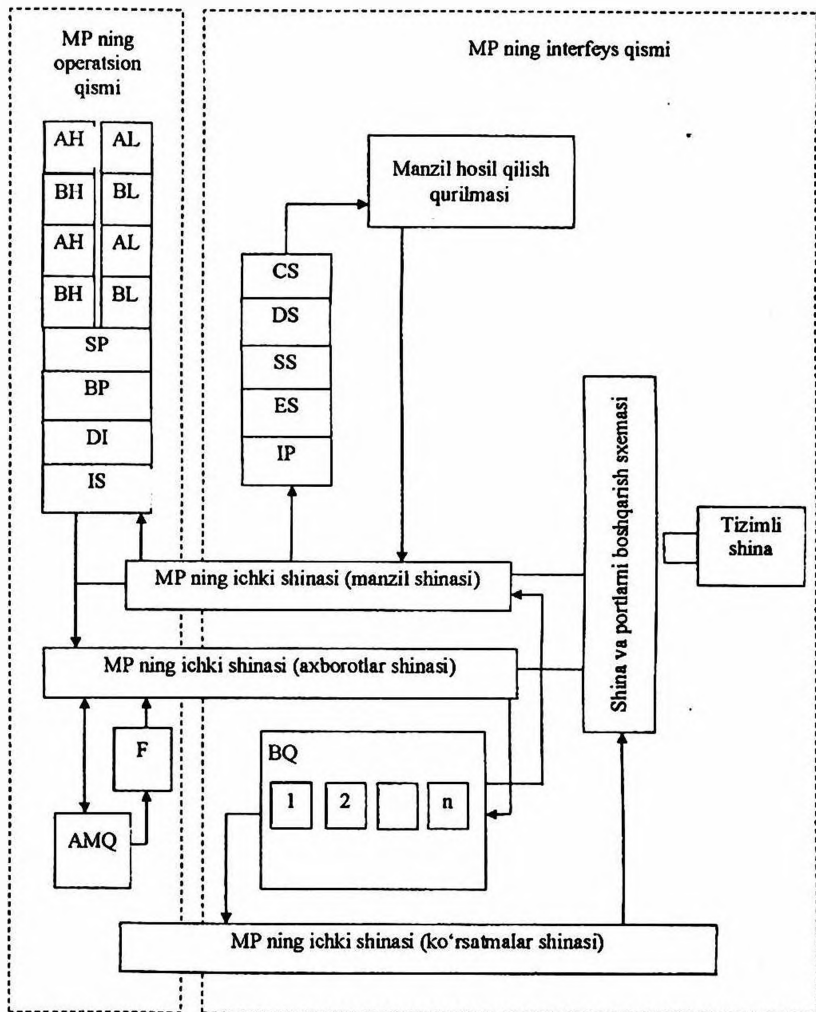 MP ning
operatsion
qismi
AH AL
BH BL
AH AL
BH BL
SP
BP
DI
IS
MP ning interfeys qismi
Manzil hosil qilish
qurilmasi
CS
DS
SS
ES
IP
Shina va portlarni boshqarish sxemasi
Tizimli
shina
MP ning ichki shinasi (manzil shinasi)
MP ning ichki shinasi (axborotlar shinasi)
F
AMQ
BQ
1 2 n
MP ning ichki shinasi (ko‘rsatmalar shinasi)